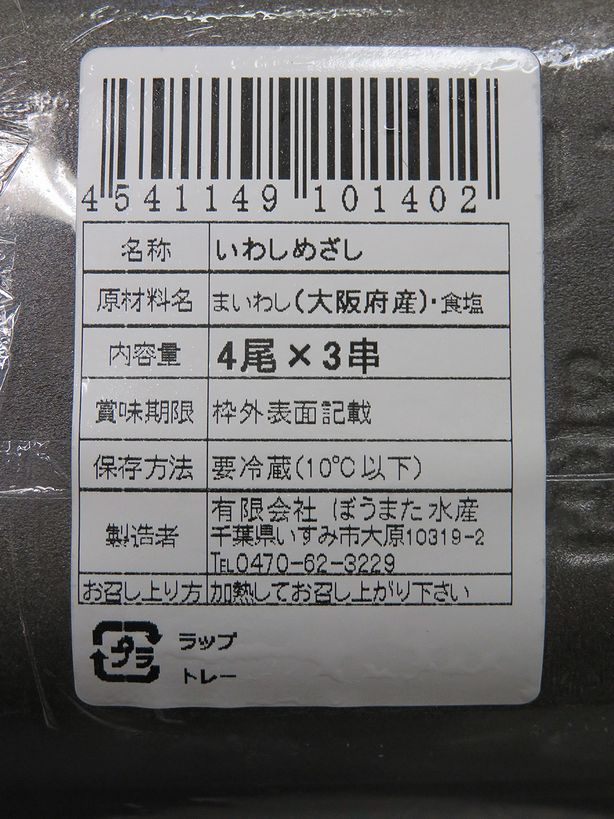 4541149101402
名称 いわしめざし
原材料名 まいわし(大阪府産)・食塩
内容量 4尾×3串
賞味期限 枠外表面記載
保存方法 要冷蔵(10℃以下)
製造者 有限会社 ぼうまた水産
千葉県いすみ市大原10319-2
TEL0470-62-3229
お召し上り方 加熱してお召し上がり下さい
プラ ラップ
トレー